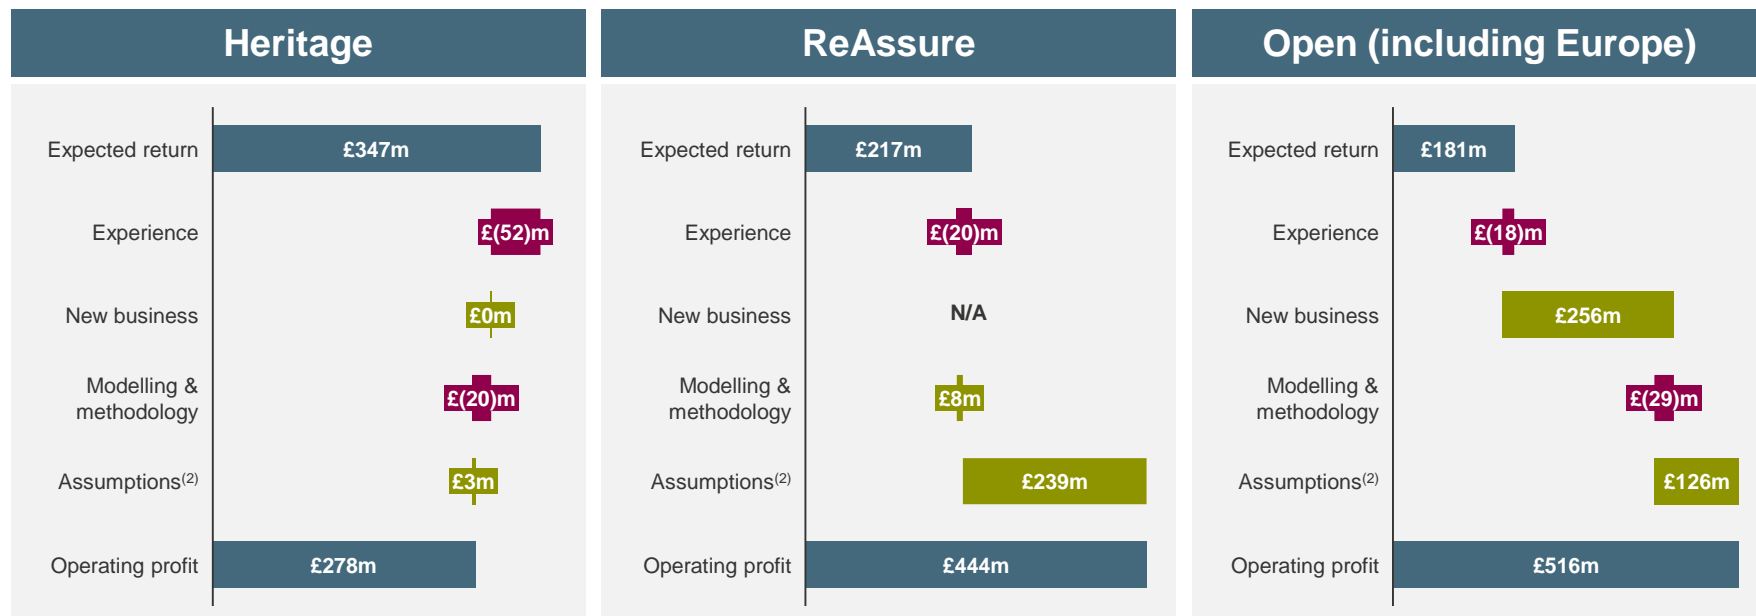 Heritage
Expected return
£347m
Experience
£(52)m
New business
£0m
Modelling &
methodology
£(20)m
Assumptions(2)
£3m
Operating profit
£278m
ReAssure
Expected return
£217m
Experience
£(20)m
New business
N/A
Modelling &
methodology
£8m
Assumptions(2)
£239m
Operating profit
£444m
Open (including Europe)
Expected return
£181m
Experience
£(18)m
New business
£256m
Modelling &
methodology
£(29)m
Assumptions(2)
£126m
Operating profit
£516m